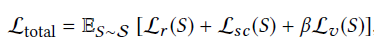 ℒ_total = 𝔼_{S∼𝒮} [ℒ_r(S) + ℒ_sc(S) + βℒ_v(S)]